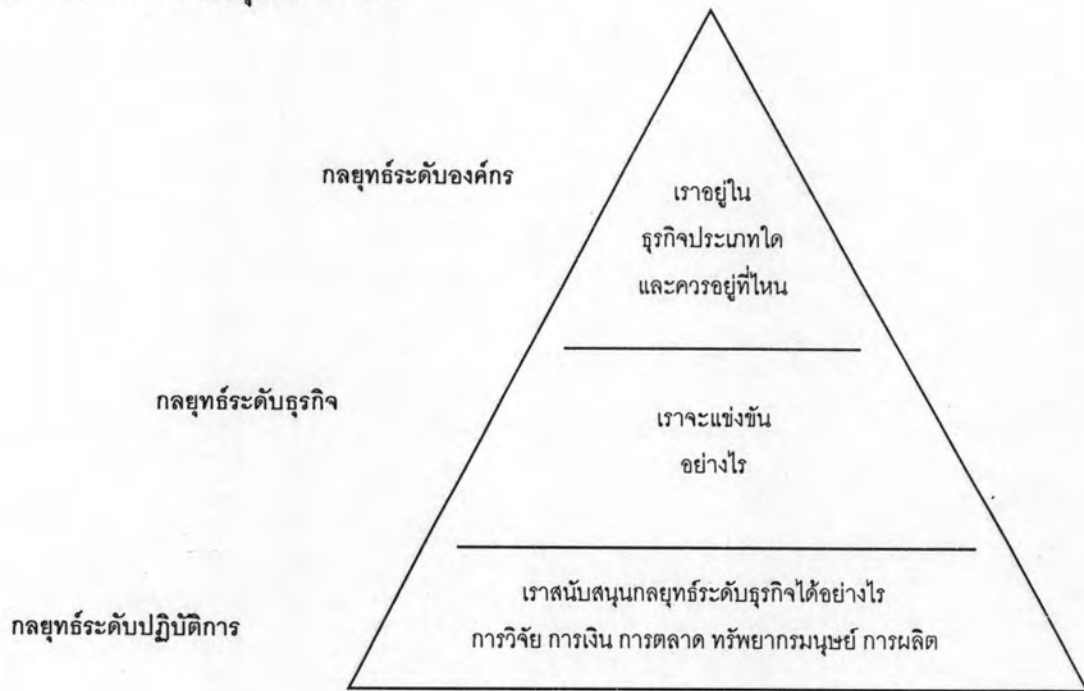 กลยุทธ์ระดับองค์กร
เราอยู่ใน
ธุรกิจประเภทใด
และควรอยู่ที่ไหน
กลยุทธ์ระดับธุรกิจ
เราจะแข่งขัน
อย่างไร
กลยุทธ์ระดับปฏิบัติการ
เราสนับสนุนกลยุทธ์ระดับธุรกิจได้อย่างไร
การวิจัย การเงิน การตลาด ทรัพยากรมนุษย์ การผลิต